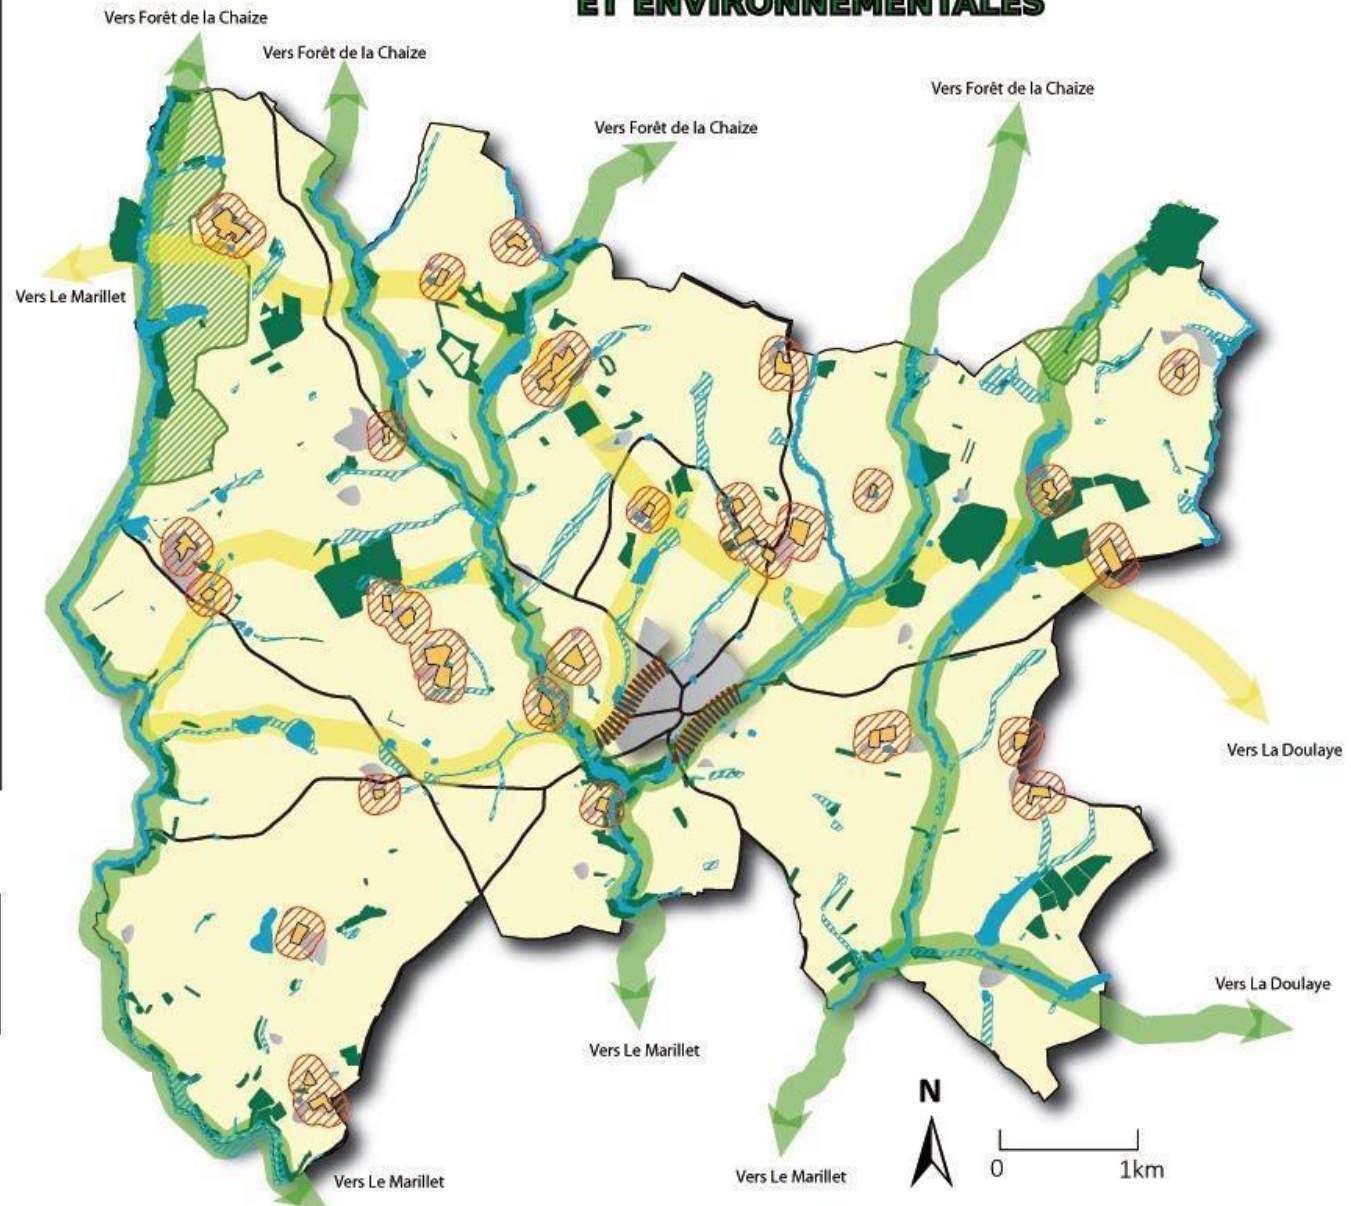 ET ENVIRONNEMENTALES
Vers Forêt de la Chaize
Vers Forêt de la Chaize
Vers Forêt de la Chaize
Vers Forêt de la Chaize
Vers Le Marillet
Vers La Doulaye
Vers La Doulaye
Vers Le Marillet
N
0 1km
Vers Le Marillet
Vers Le Marillet